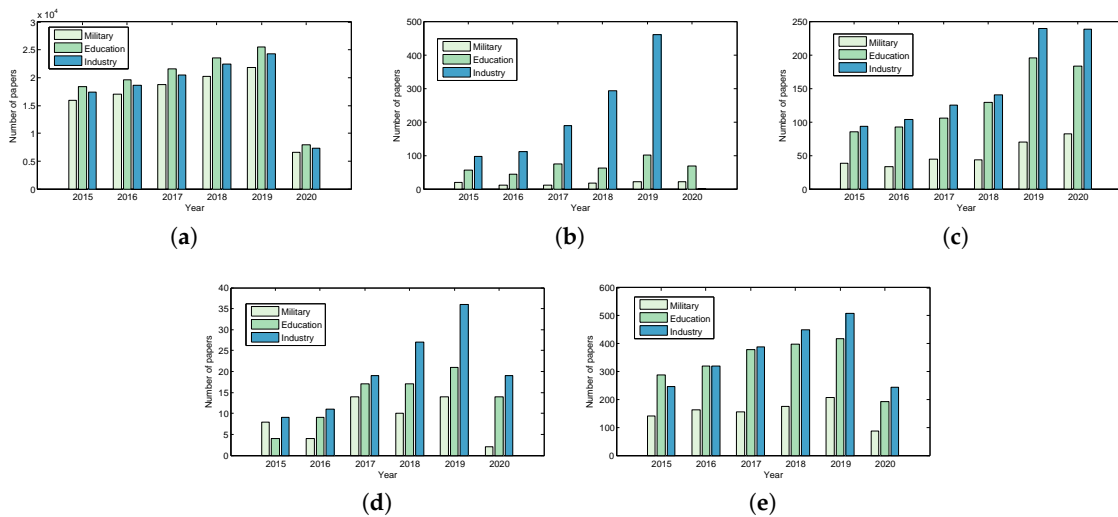 x 10^4
3
2.5
2
1.5
1
0.5
0
Number of papers
Military
Education
Industry
2015 2016 2017 2018 2019 2020
Year
(a)
500
400
300
200
100
0
Number of papers
Military
Education
Industry
2015 2016 2017 2018 2019 2020
Year
(b)
250
200
150
100
50
0
Number of papers
Military
Education
Industry
2015 2016 2017 2018 2019 2020
Year
(c)
40
35
30
25
20
15
10
5
0
Number of papers
Military
Education
Industry
2015 2016 2017 2018 2019 2020
Year
(d)
600
500
400
300
200
100
0
Number of papers
Military
Education
Industry
2015 2016 2017 2018 2019 2020
Year
(e)